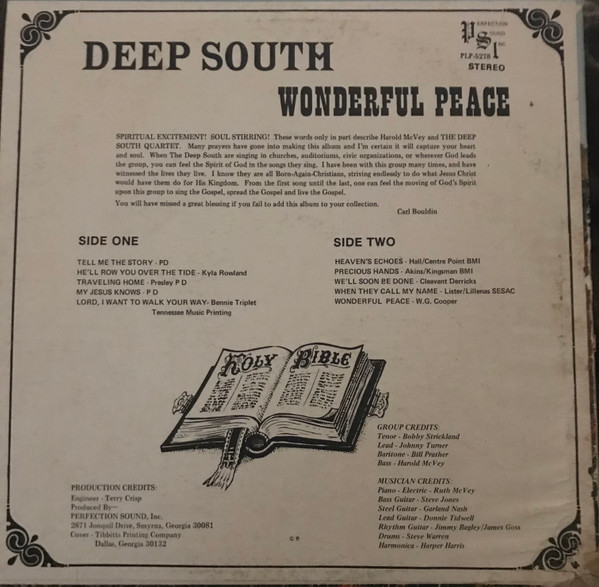 DEEP SOUTH
PERFECTION
SOUND
INC
PSI
PLP-5278
STEREO
WONDERFUL PEACE
SPIRITUAL EXCITEMENT! SOUL STIRRING! These words only in part describe Harold McVey and THE DEEP
SOUTH QUARTET. Many prayers have gone into making this album and I'm certain it will capture your heart
and soul. When The Deep South are singing in churches, auditoriums, civic organizations, or wherever God leads
the group, you can feel the Spirit of God in the songs they sing. I have been with this group many times, and have
witnessed the lives they live. I know they are all Born-Again-Christians, striving endlessly to do what Jesus Christ
would have them do for His Kingdom. From the first song until the last, one can feel the moving of God's Spirit
upon this group to sing the Gospel, spread the Gospel and live the Gospel.
You will have missed a great blessing if you fail to add this album to your collection.
Carl Bouldin
SIDE ONE
TELL ME THE STORY - PD
HE'LL ROW YOU OVER THE TIDE - Kyla Rowland
TRAVELING HOME - Presley P D
MY JESUS KNOWS - P D
LORD, I WANT TO WALK YOUR WAY- Bennie Triplet
Tennessee Music Printing
SIDE TWO
HEAVEN'S ECHOES - Hall/Centre Point BMI
PRECIOUS HANDS - Akins/Kingsman BMI
WE'LL SOON BE DONE - Cleavant Derricks
WHEN THEY CALL MY NAME - Lister/Lillenas SESAC
WONDERFUL PEACE - W.G. Cooper
HOLY BIBLE
GROUP CREDITS:
Tenor - Bobby Strickland
Lead - Johnny Turner
Baritone - Bill Prather
Bass - Harold McVey
MUSICIAN CREDITS:
Piano - Electric - Ruth McVey
Bass Guitar - Steve Jones
Steel Guitar - Garland Nash
Lead Guitar - Donnie Tidwell
Rhythm Guitar - Jimmy Bagley/James Goss
Drums - Steve Warren
Harmonica - Harper Harris
PRODUCTION CREDITS:
Engineer - Terry Crisp
Produced By—
PERFECTION SOUND, Inc.
2671 Jonquil Drive, Smyrna, Georgia 30081
Cover - Tibbitts Printing Company
Dallas, Georgia 30132